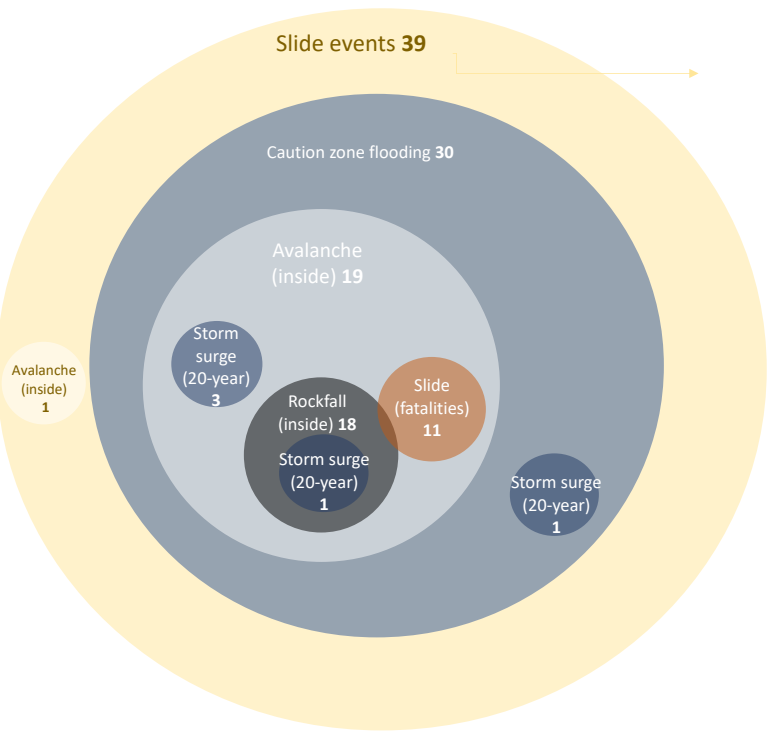 Slide events 39
Caution zone flooding 30
Avalanche
(inside) 19
Storm
surge
(20-year)
3
Avalanche
(inside)
1
Slide
(fatalities)
11
Rockfall
(inside) 18
Storm surge
(20-year)
1
Storm surge
(20-year)
1